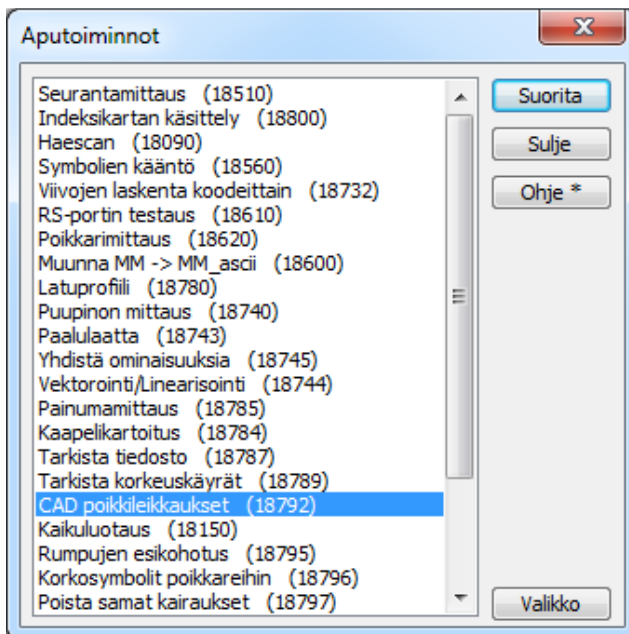 Aputoiminnot
Seurantamittaus (18510)
Indeksikartan käsittely (18800)
Haescan (18090)
Symbolien kääntö (18560)
Viivojen laskenta koodeittain (18732)
RS-portin testaus (18610)
Poikkarimittaus (18620)
Muunna MM -> MM_ascii (18600)
Latuprofiili (18780)
Puupinon mittaus (18740)
Paalulaatta (18743)
Yhdistä ominaisuuksia (18745)
Vektorointi/Linearisointi (18744)
Painumamittaus (18785)
Kaapelikartoitus (18784)
Tarkista tiedosto (18787)
Tarkista korkeuskäyrät (18789)
CAD poikkileikkaukset (18792)
Kaikuluotaus (18150)
Rumpujen esikohotus (18795)
Korkosymbolit poikkareihin (18796)
Poista samat kairaukset (18797)
Suorita
Sulje
Ohje *
Valikko